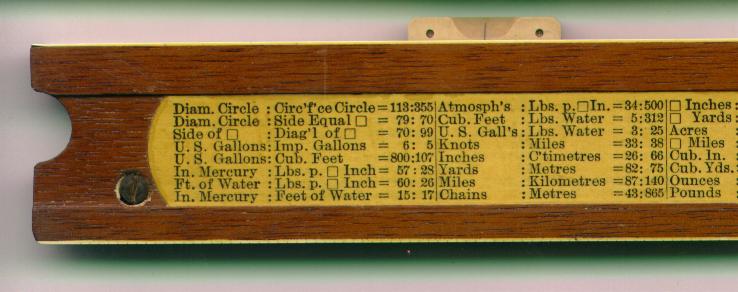 Diam. Circle : Circ'f'ce Circle = 113:355 Atmosph's : Lbs. p. □ In. = 34:500 □ Inches :
Diam. Circle : Side Equal □ = 79: 70 Cub. Feet : Lbs. Water = 5:312 □ Yards :
Side of □ : Diag'l of □ = 70: 99 U. S. Gall's : Lbs. Water = 3: 25 Acres :
U. S. Gallons: Imp. Gallons = 6: 5 Knots : Miles = 33: 38 □ Miles :
U. S. Gallons: Cub. Feet = 800:107 Inches : C'timetres = 26: 66 Cub. In. :
In. Mercury : Lbs. p. □ Inch = 57: 28 Yards : Metres = 82: 75 Cub. Yds. :
Ft. of Water : Lbs. p. □ Inch = 60: 26 Miles : Kilometres = 87:140 Ounces :
In. Mercury : Feet of Water = 15: 17 Chains : Metres = 43:865 Pounds :